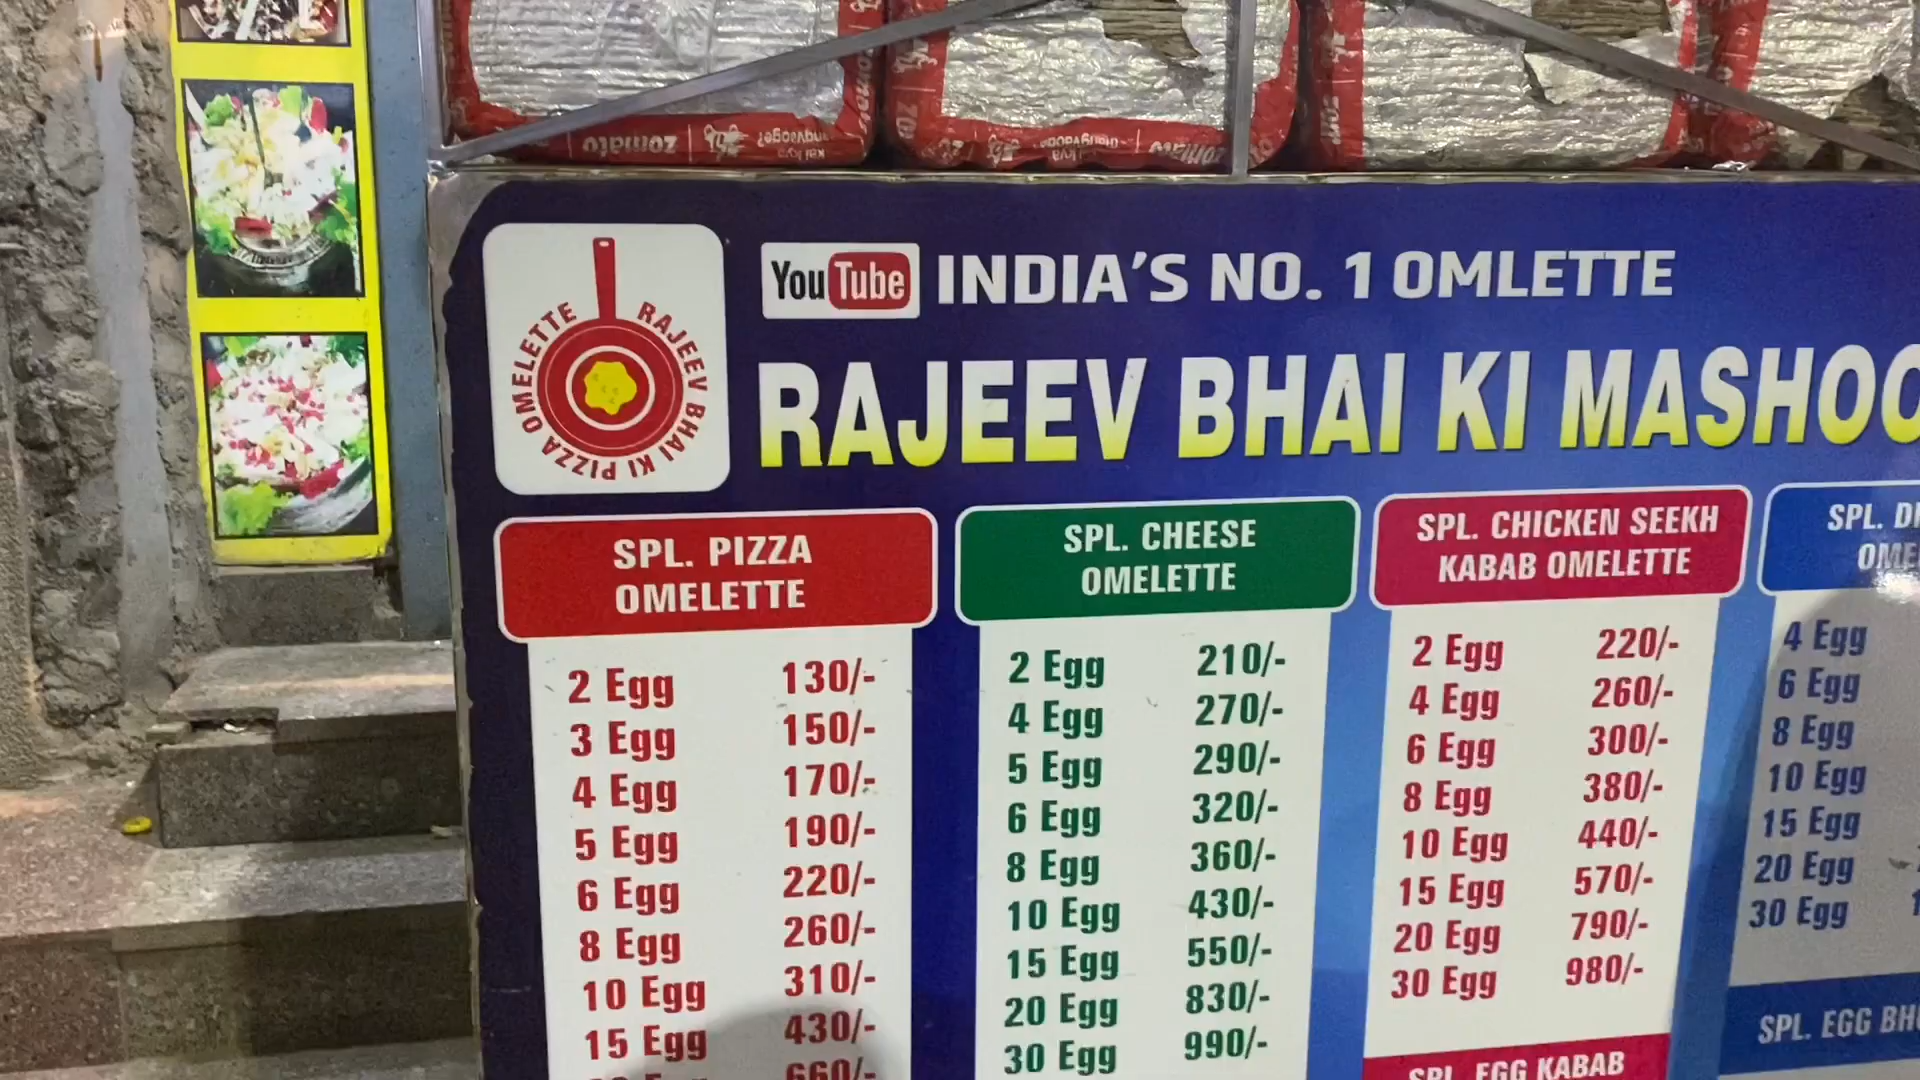 zomato
kai kya
zomato
YouTube INDIA'S NO. 1 OMLETTE
RAJEEV BHAI KI PIZZA OMELETTE
RAJEEV BHAI KI
SPL. PIZZA
OMELETTE
2 Egg 130/-
3 Egg 150/-
4 Egg 170/-
5 Egg 190/-
6 Egg 220/-
8 Egg 260/-
10 Egg 310/-
15 Egg 430/-
660/-
SPL. CHEESE
OMELETTE
2 Egg 210/-
4 Egg 270/-
5 Egg 290/-
6 Egg 320/-
8 Egg 360/-
10 Egg 430/-
15 Egg 550/-
20 Egg 830/-
30 Egg 990/-
SPL. CHICKEN SEEKH
KABAB OMELETTE
2 Egg 220/-
4 Egg 260/-
6 Egg 300/-
8 Egg 380/-
10 Egg 440/-
15 Egg 570/-
20 Egg 790/-
30 Egg 980/-
SPL. EGG KABAB
SPL.
4 Egg
6 Egg
8 Egg
10 Egg
15 Egg
20 Egg
30 Egg
SPL. EGG